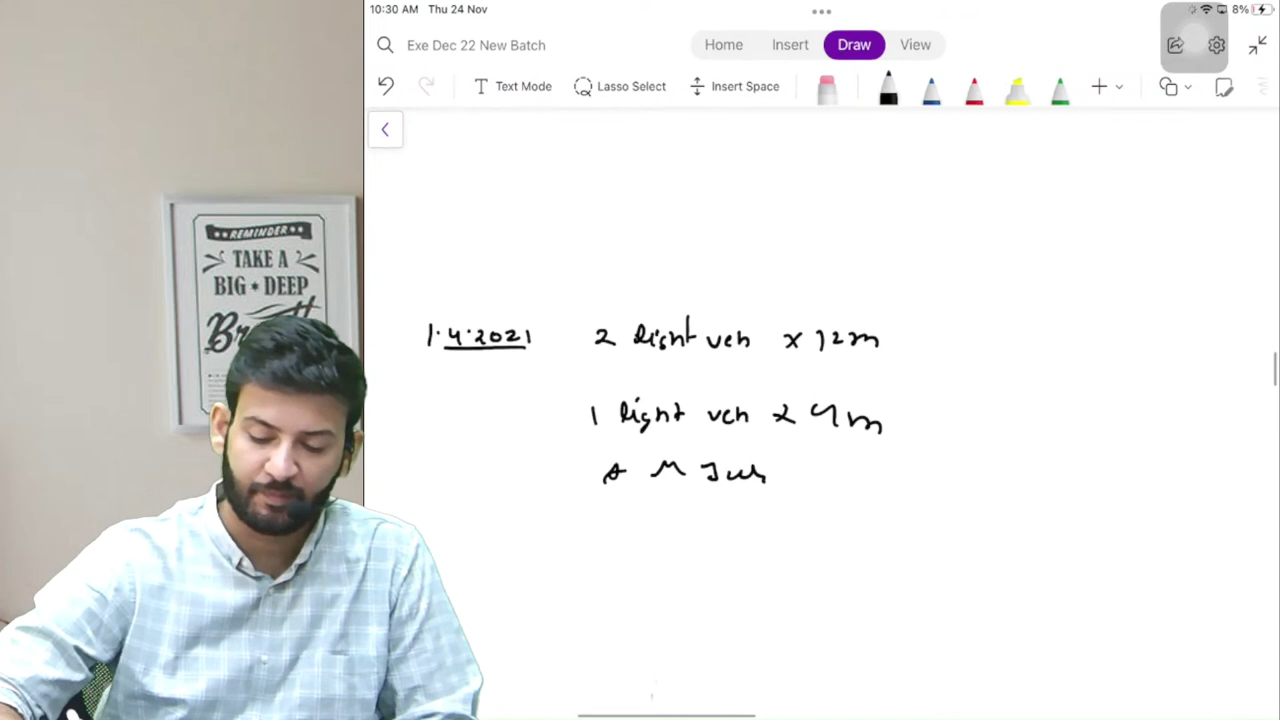 10:30 AM Thu 24 Nov
8%
Exe Dec 22 New Batch
Home Insert Draw View
Text Mode Lasso Select Insert Space
REMINDER
TAKE A
BIG DEEP
1.4.2021 2 light veh x 12m
1 light veh x 9m
A M J